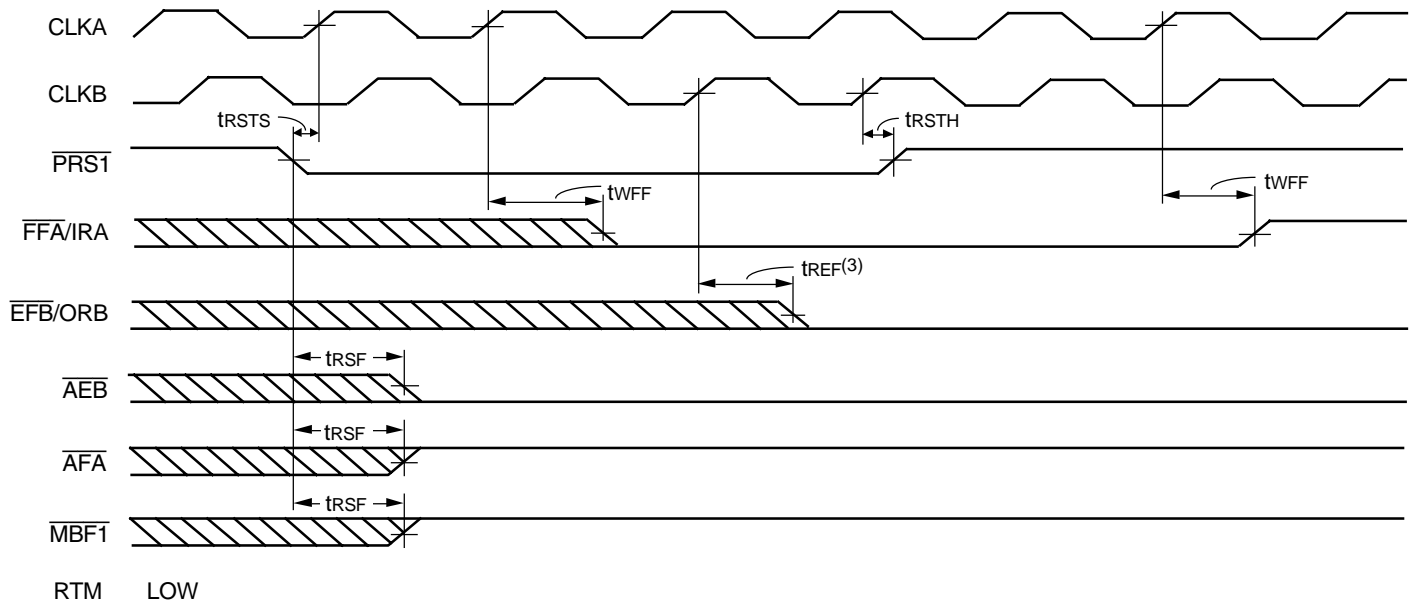 CLKA
CLKB
tRSTS
tRSTH
PRS1
tWFF
tWFF
FFA/IRA
tREF(3)
EFB/ORB
tRSF
AEB
tRSF
AFA
tRSF
MBF1
RTM LOW